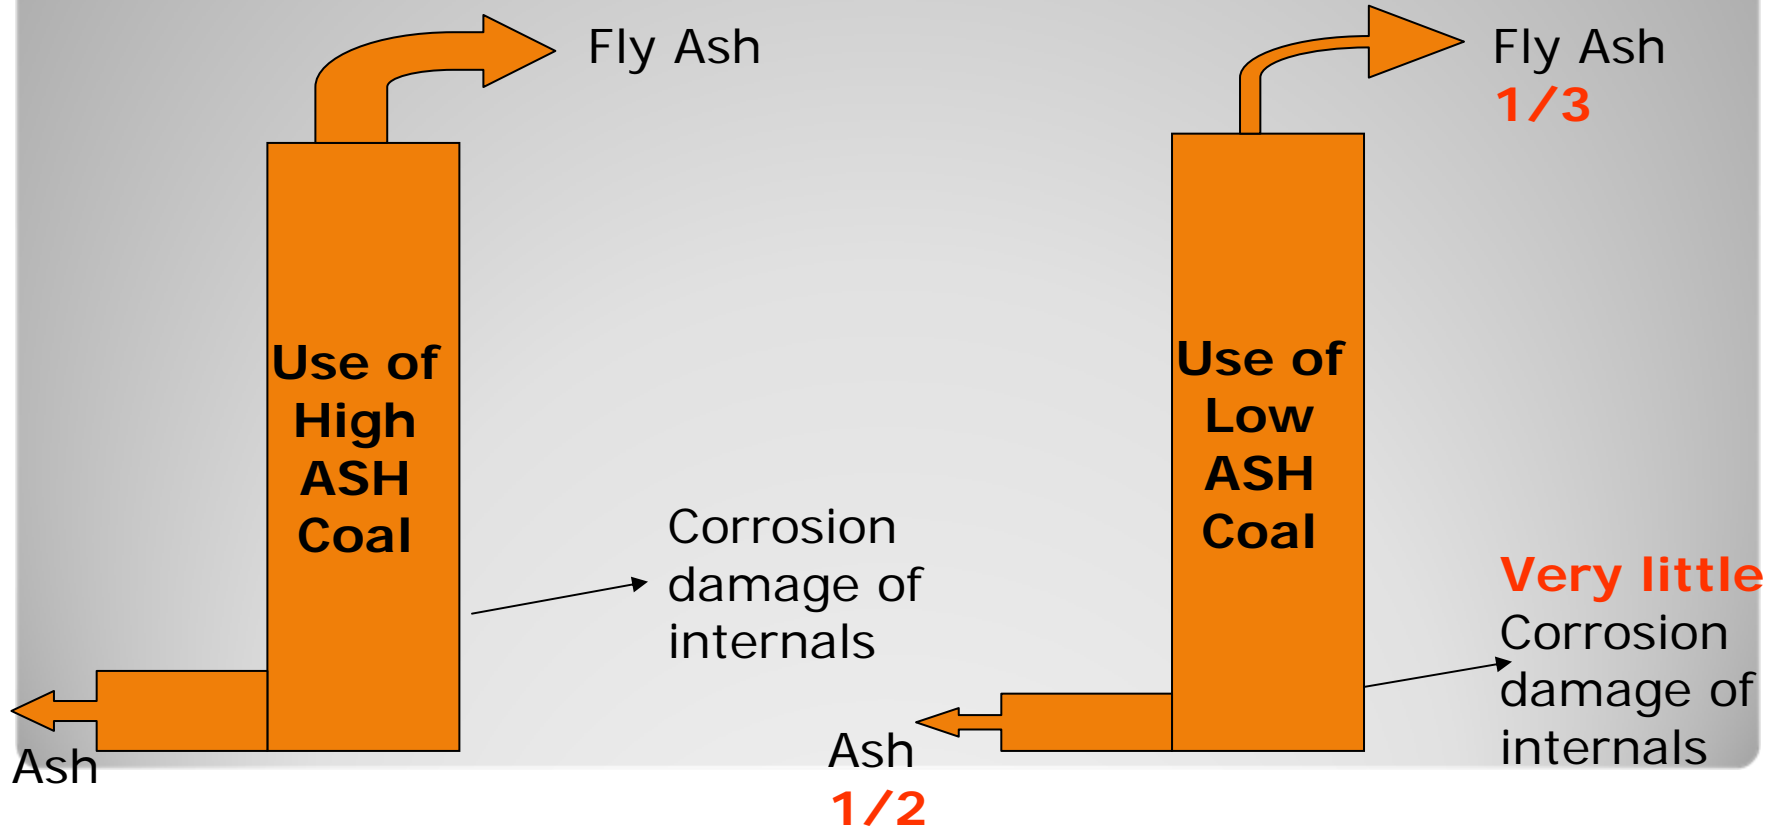 Fly Ash
Use of
High
ASH
Coal
Corrosion
damage of
internals
Ash
Fly Ash
1/3
Use of
Low
ASH
Coal
Very little
Corrosion
damage of
internals
Ash
1/2